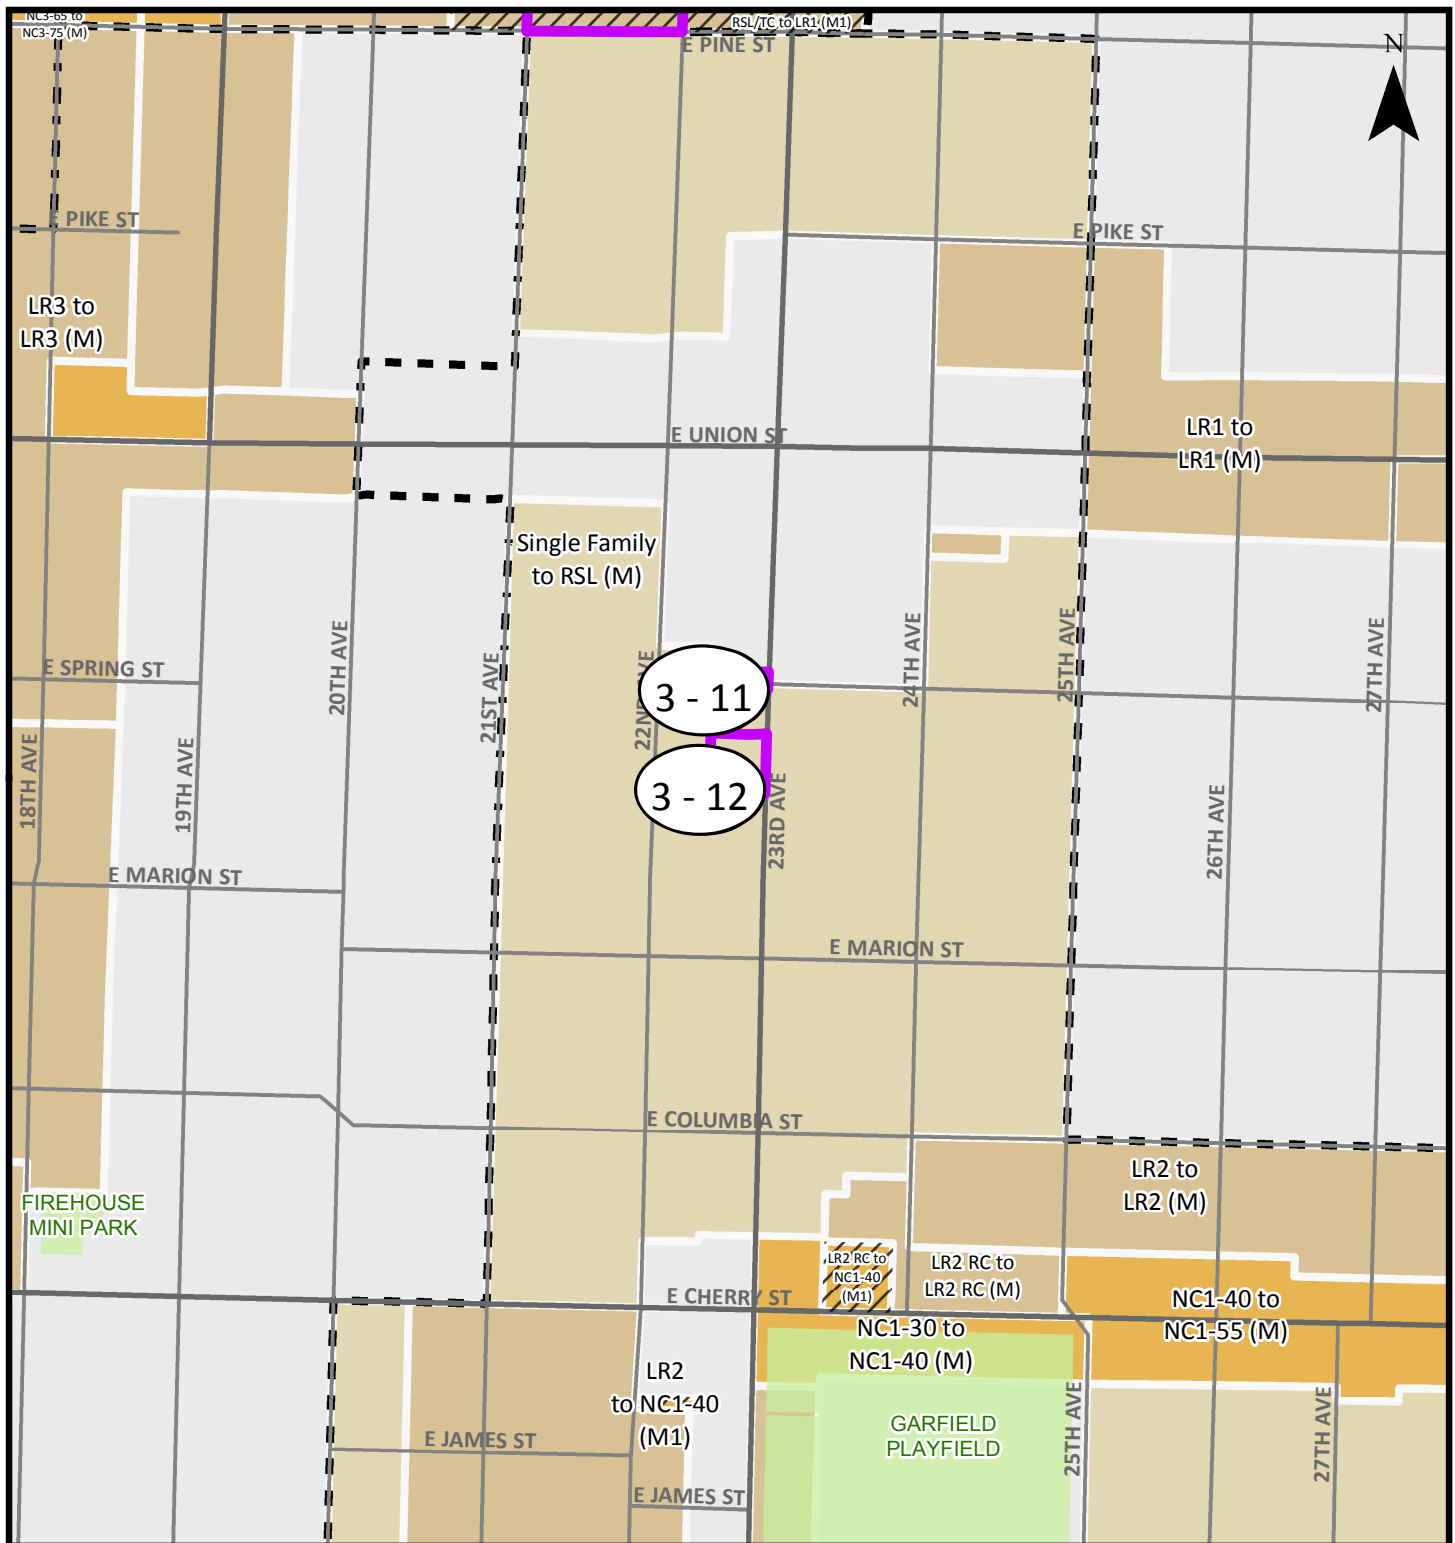 NC3-65 to
NC3-75 (M)
RSL/TC to LR1 (M1)
E PINE ST
N
E PIKE ST
E PIKE ST
LR3 to
LR3 (M)
E UNION ST
LR1 to
LR1 (M)
Single Family
to RSL (M)
E SPRING ST
18TH AVE
19TH AVE
20TH AVE
21ST AVE
22ND AVE
3 - 11
3 - 12
23RD AVE
24TH AVE
25TH AVE
26TH AVE
27TH AVE
E MARION ST
E MARION ST
E COLUMBIA ST
FIREHOUSE
MINI PARK
LR2 to
LR2 (M)
LR2 RC to
NC1-40
(M1)
LR2 RC to
LR2 RC (M)
E CHERRY ST
NC1-40 to
NC1-55 (M)
NC1-30 to
NC1-40 (M)
LR2
to NC1-40
(M1)
GARFIELD
PLAYFIELD
E JAMES ST
E JAMES ST
25TH AVE
27TH AVE